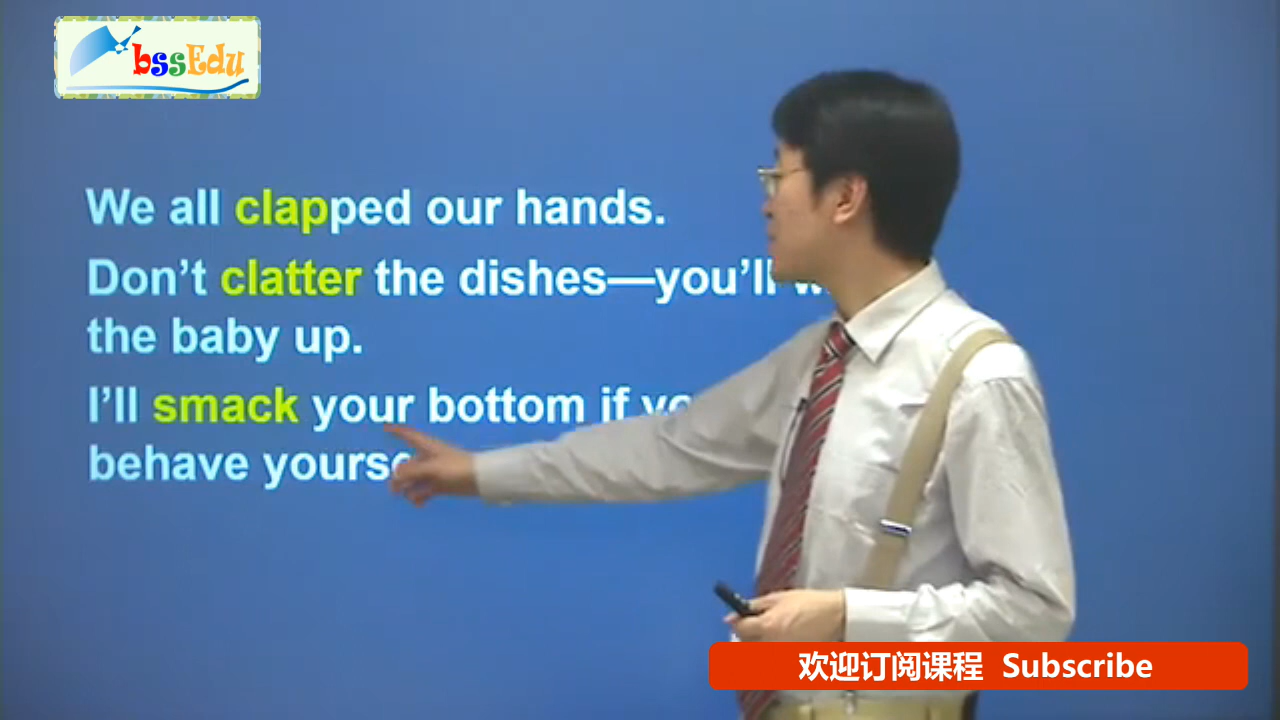 bssEdu
We all clapped our hands.
Don't clatter the dishes—you'll
the baby up.
I'll smack your bottom if
behave
欢迎订阅课程 Subscribe